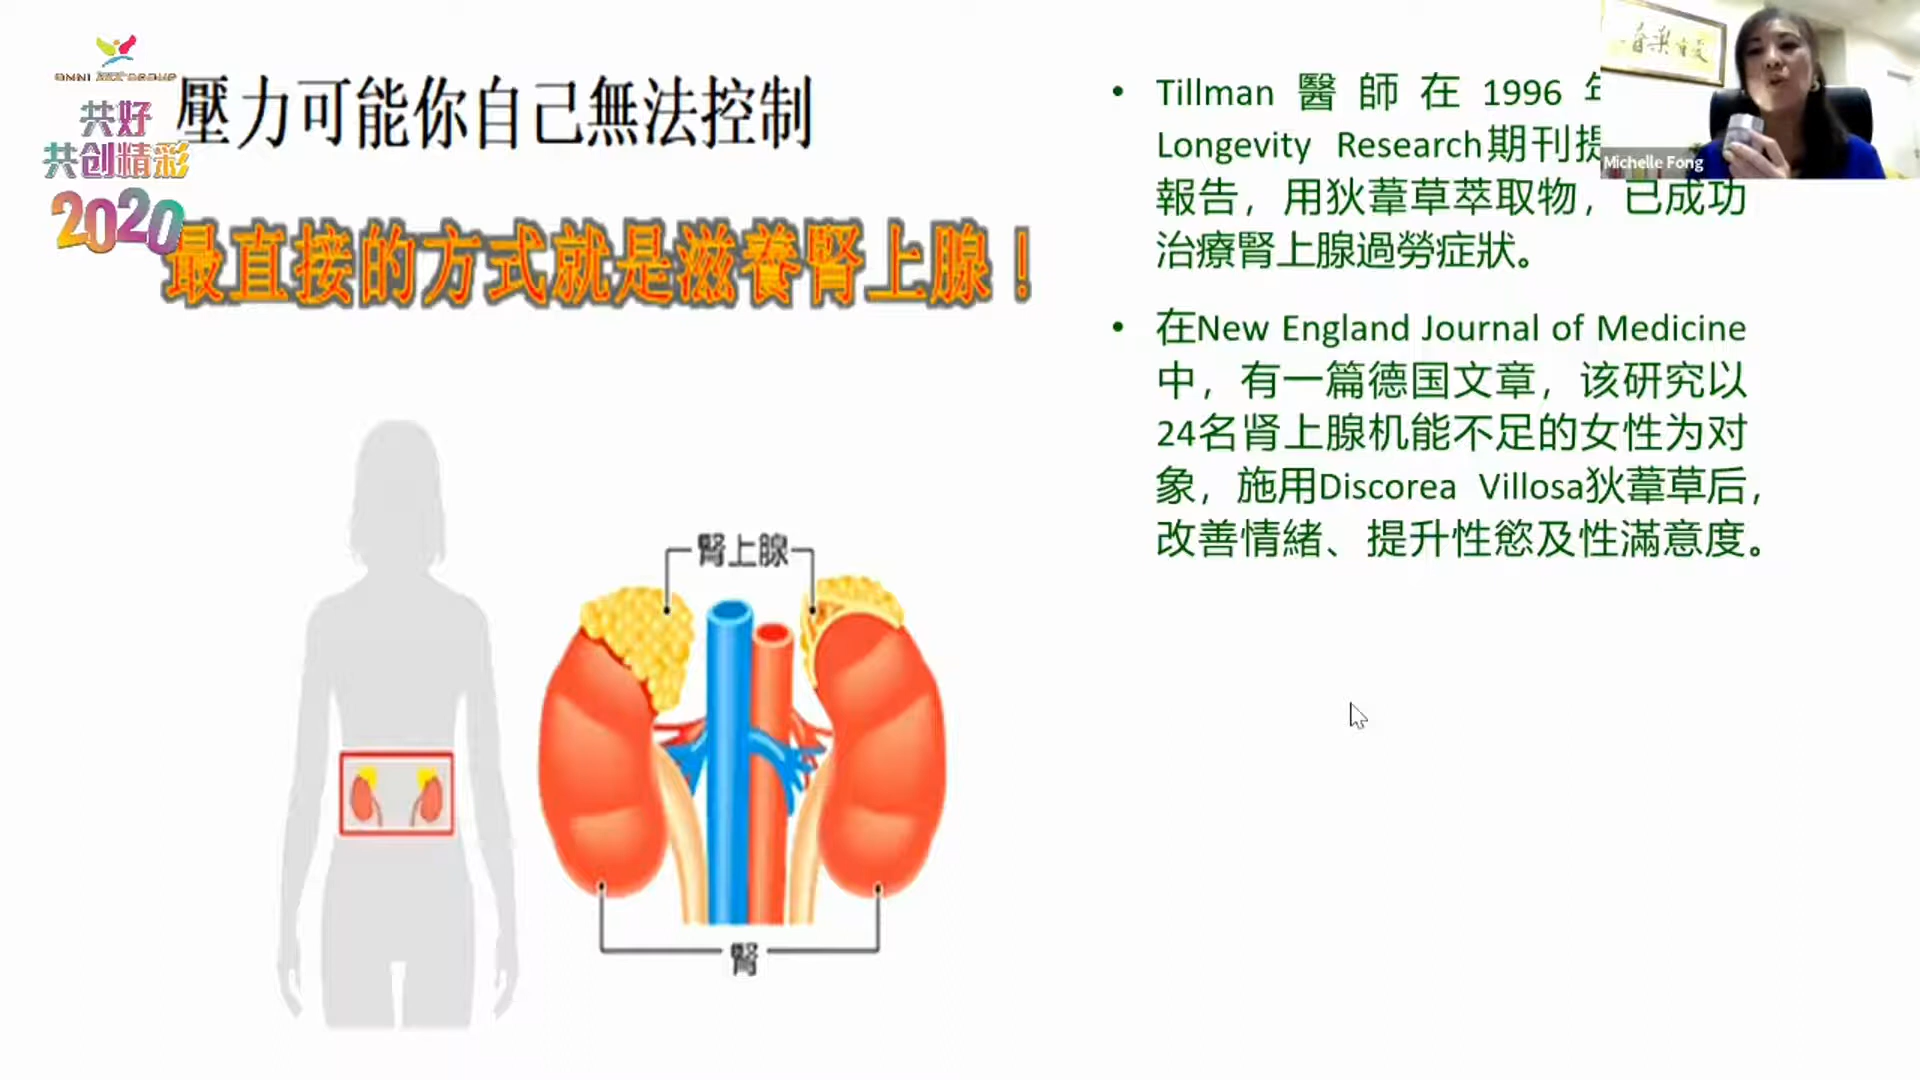 OMNI
共好
共创精彩
2020
壓力可能你自己無法控制
最直接的方式就是滋養腎上腺！
腎上腺
腎
• Tillman 醫師在 1996
Longevity Research期刊提
報告，用狄葦草萃取物，已成功
治療腎上腺過勞症狀。
• 在New England Journal of Medicine
中，有一篇德国文章，该研究以
24名肾上腺机能不足的女性为对
象，施用Discorea Villosa狄葦草后，
改善情緒、提升性慾及性滿意度。
Michelle Fong